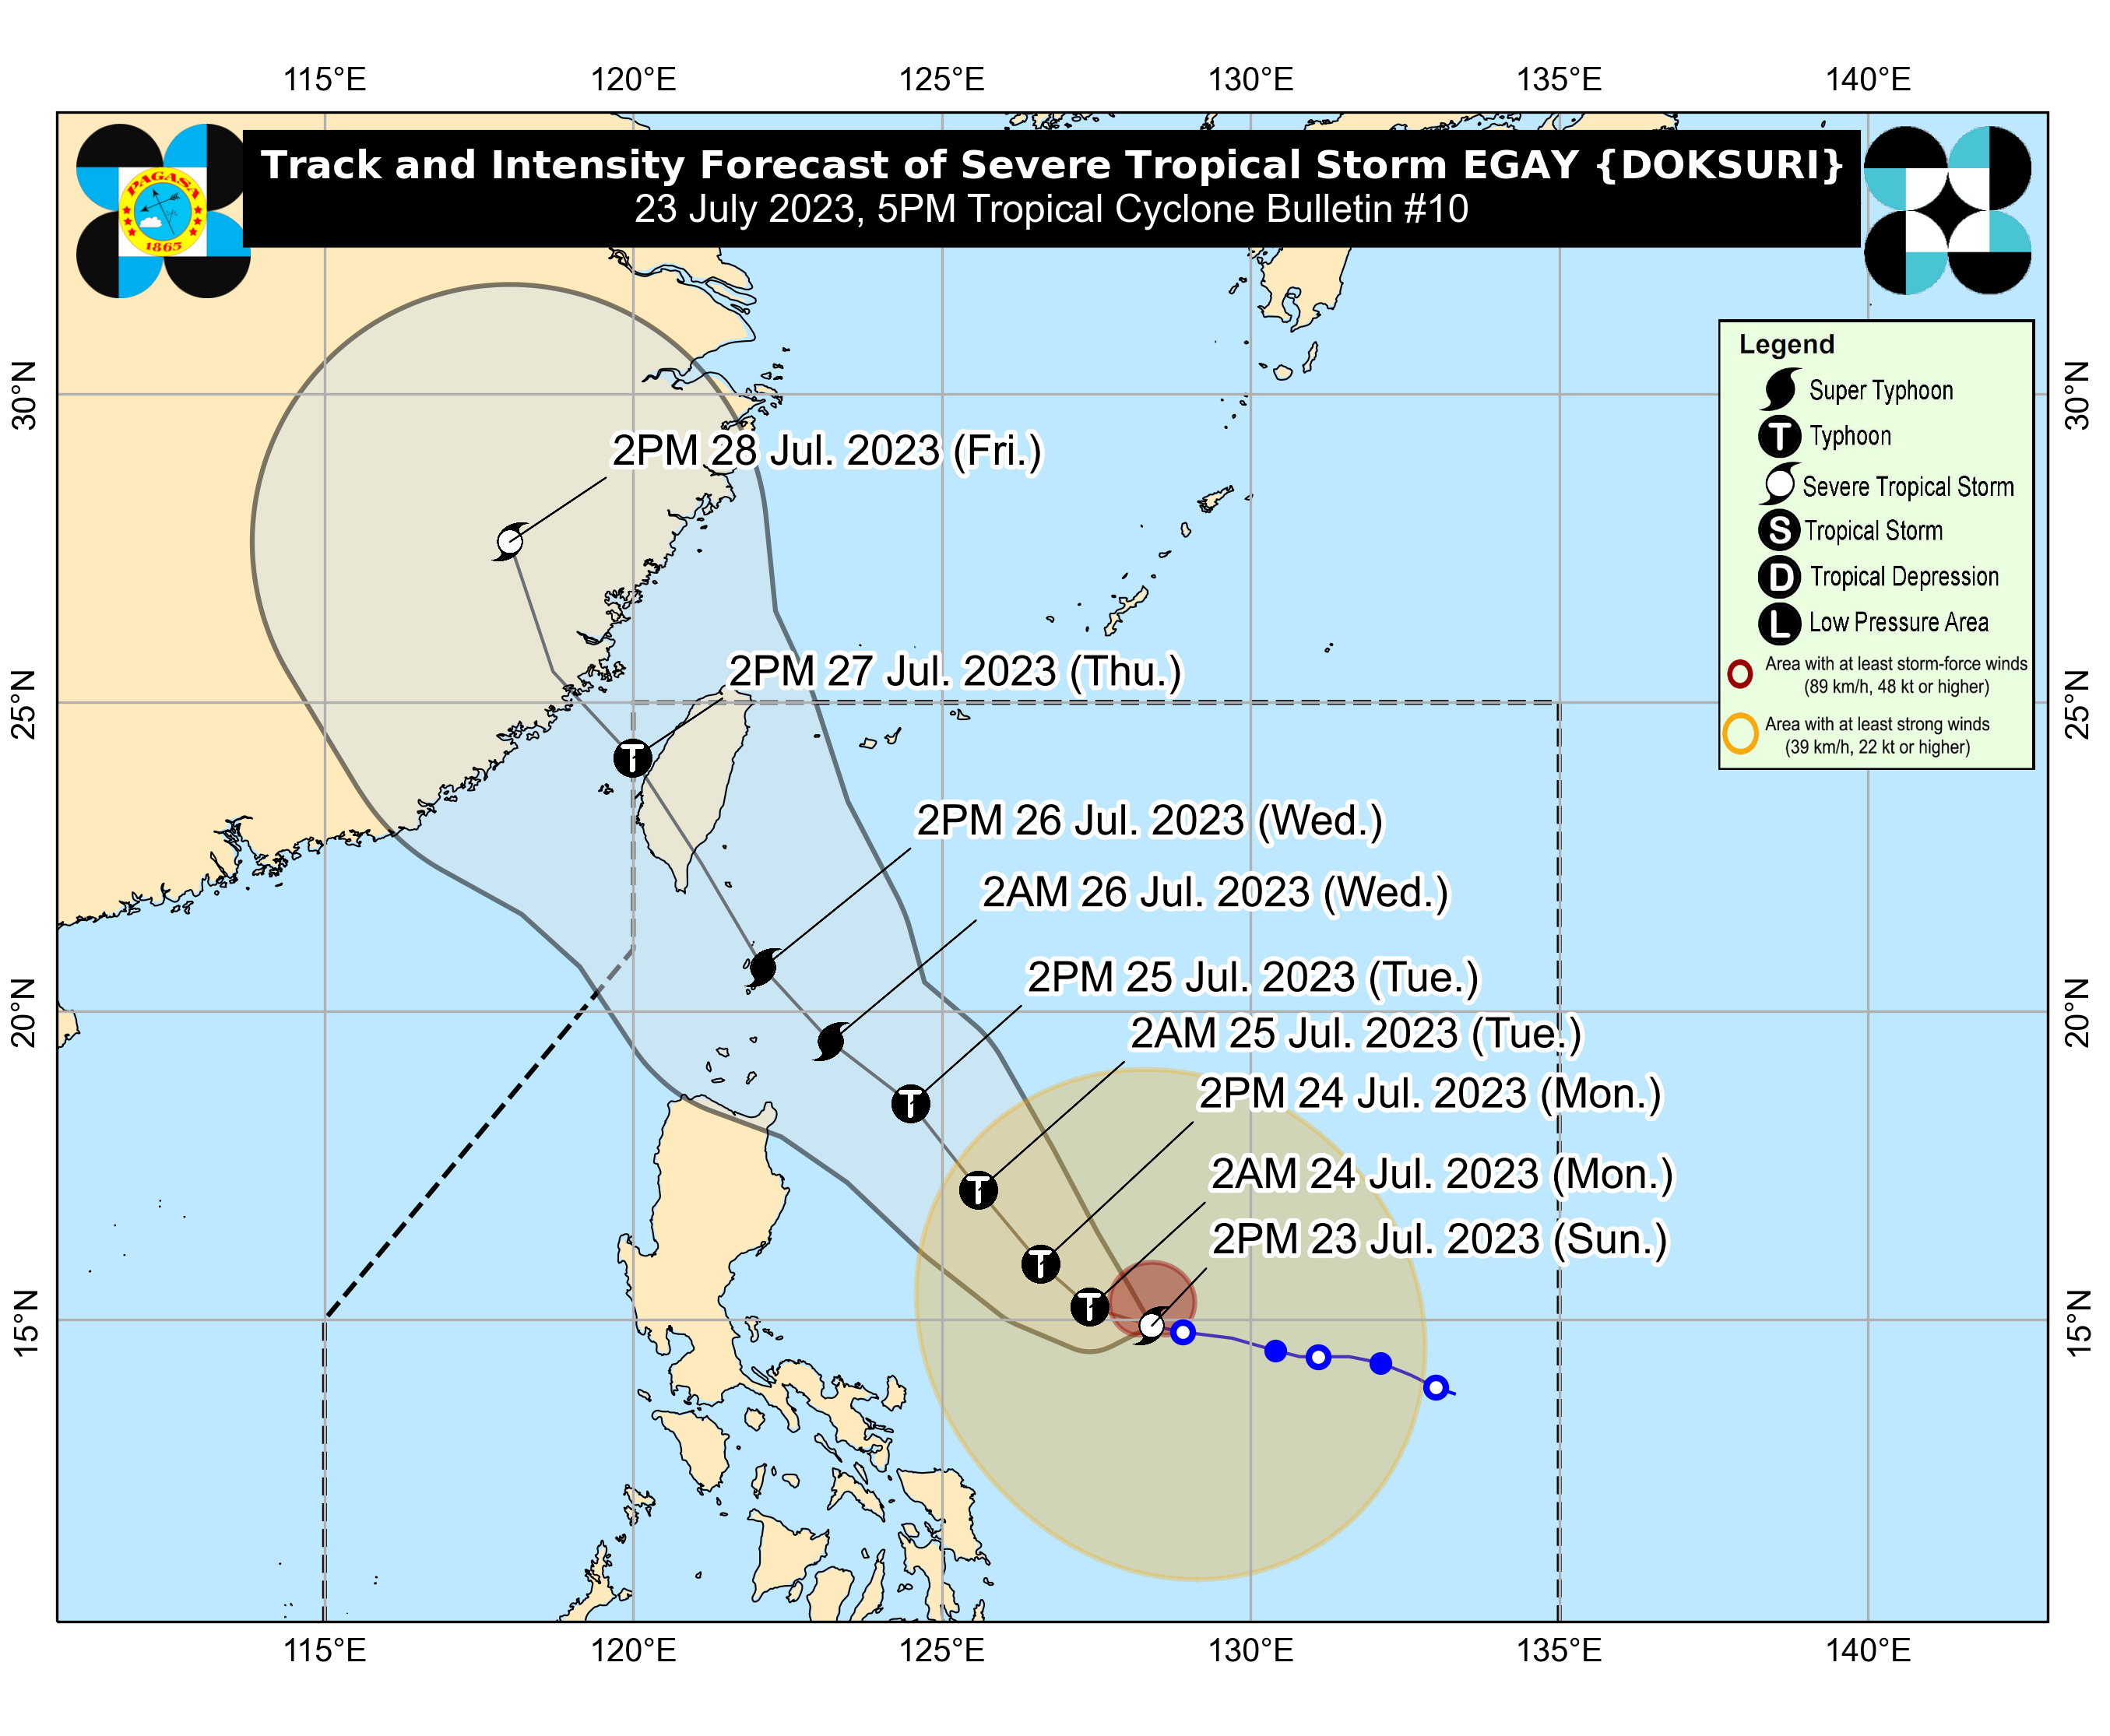 115°E 120°E 125°E 130°E 135°E 140°E
PAGASA
1865
Track and Intensity Forecast of Severe Tropical Storm EGAY {DOKSURI}
23 July 2023, 5PM Tropical Cyclone Bulletin #10
Legend
Super Typhoon
T Typhoon
Severe Tropical Storm
S Tropical Storm
D Tropical Depression
L Low Pressure Area
Area with at least storm-force winds
(89 km/h, 48 kt or higher)
Area with at least strong winds
(39 km/h, 22 kt or higher)
30°N 30°N
2PM 28 Jul. 2023 (Fri.)
25°N 25°N
2PM 27 Jul. 2023 (Thu.)
T
2PM 26 Jul. 2023 (Wed.)
2AM 26 Jul. 2023 (Wed.)
2PM 25 Jul. 2023 (Tue.)
20°N 20°N
2AM 25 Jul. 2023 (Tue.)
T
2PM 24 Jul. 2023 (Mon.)
T
2AM 24 Jul. 2023 (Mon.)
2PM 23 Jul. 2023 (Sun.)
T
T
15°N 15°N
115°E 120°E 125°E 130°E 135°E 140°E